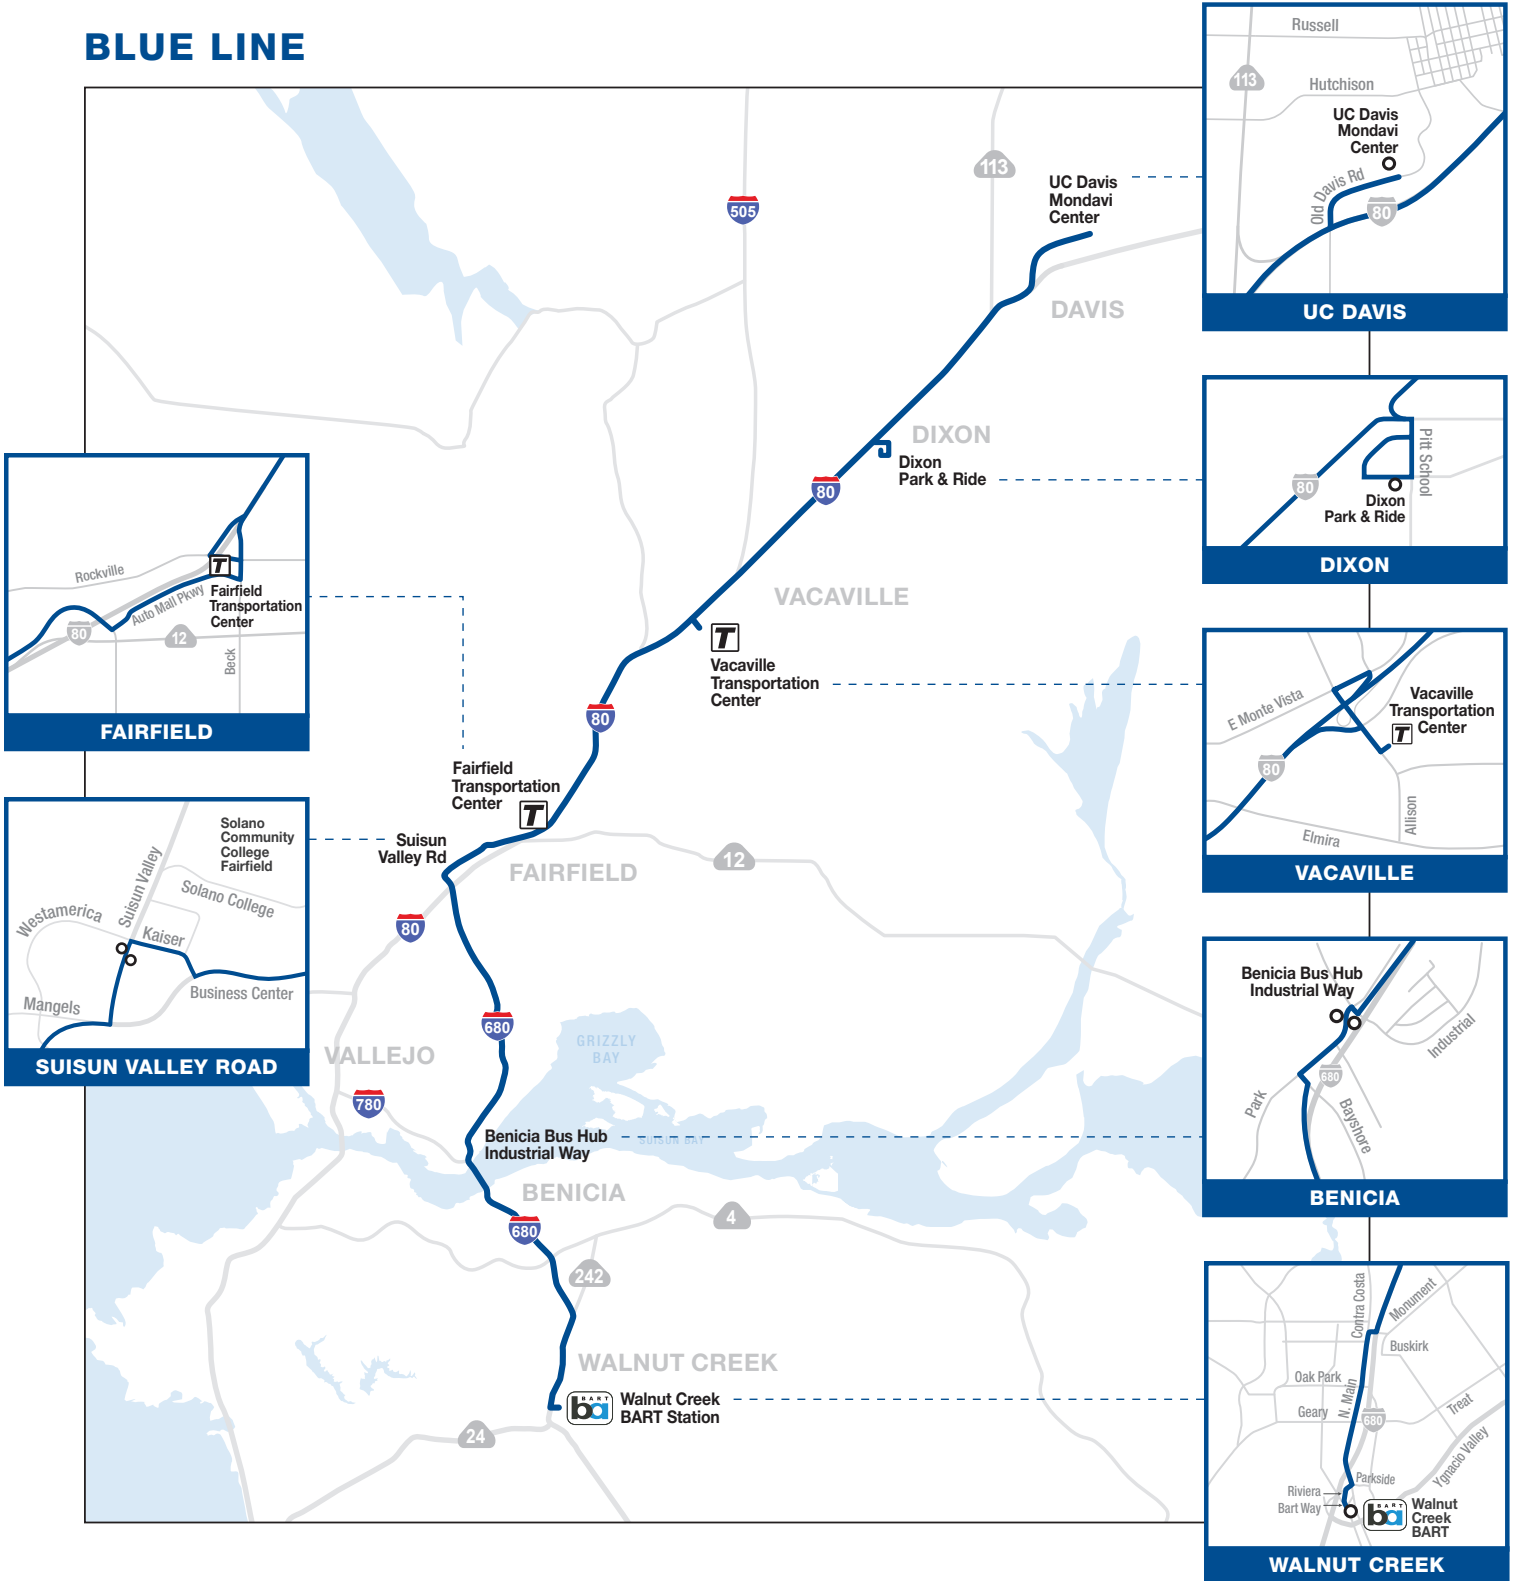 BLUE LINE
505
113
UC Davis
Mondavi
Center
DAVIS
DIXON
Dixon
Park & Ride
80
VACAVILLE
T
Vacaville
Transportation
Center
80
Fairfield
Transportation
Center
T
Suisun
Valley Rd
FAIRFIELD
12
80
680
VALLEJO
780
GRIZZLY
BAY
Benicia Bus Hub
Industrial Way
SUISUN BAY
BENICIA
680
4
242
WALNUT CREEK
BART
ba
Walnut Creek
BART Station
24
Rockville
T
Auto Mall Pkwy
Fairfield
Transportation
Center
80
12
Beck
FAIRFIELD
Solano
Community
College
Fairfield
Suisun Valley
Solano College
Westamerica
Kaiser
Business Center
Mangels
SUISUN VALLEY ROAD
Russell
113
Hutchison
UC Davis
Mondavi
Center
Old Davis Rd
80
UC DAVIS
Pitt School
80
Dixon
Park & Ride
DIXON
E Monte Vista
Vacaville
Transportation
Center
T
80
Allison
Elmira
VACAVILLE
Benicia Bus Hub
Industrial Way
Industrial
680
Park
Bayshore
BENICIA
Contra Costa
Monument
Buskirk
Oak Park
N. Main
Geary
680
Treat
Ygnacio Valley
Parkside
Riviera
Bart Way
BART
ba
Walnut
Creek
BART
WALNUT CREEK